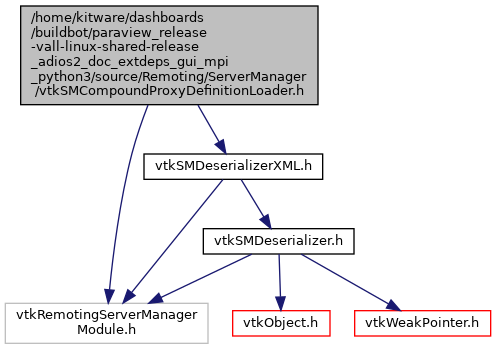 /home/kitware/dashboards
/buildbot/paraview_release
-vall-linux-shared-release
_adios2_doc_extdeps_gui_mpi
_python3/source/Remoting/ServerManager
/vtkSMCompoundProxyDefinitionLoader.h
vtkSMDeserializerXML.h
vtkSMDeserializer.h
vtkRemotingServerManager
Module.h
vtkObject.h
vtkWeakPointer.h